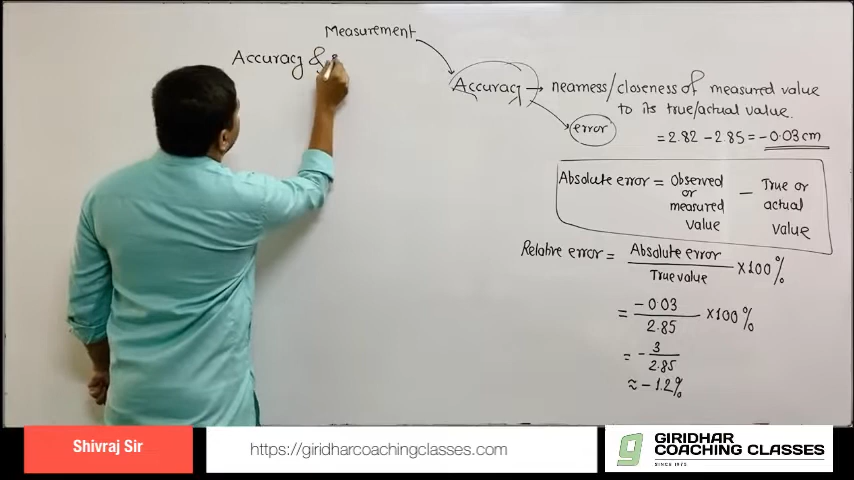 Measurement
Accuracy &
Accuracy → nearness/closeness of measured value
to its true/actual value.
error
= 2.82 - 2.85 = -0.03 cm
Absolute error = Observed or measured value - True or actual value
Relative error = Absolute error / True value × 100%
= -0.03 / 2.85 × 100%
= - 3 / 2.85
≈ -1.2%
Shivraj Sir
https://giridharcoachingclasses.com
GIRIDHAR
COACHING CLASSES
SINCE 1972